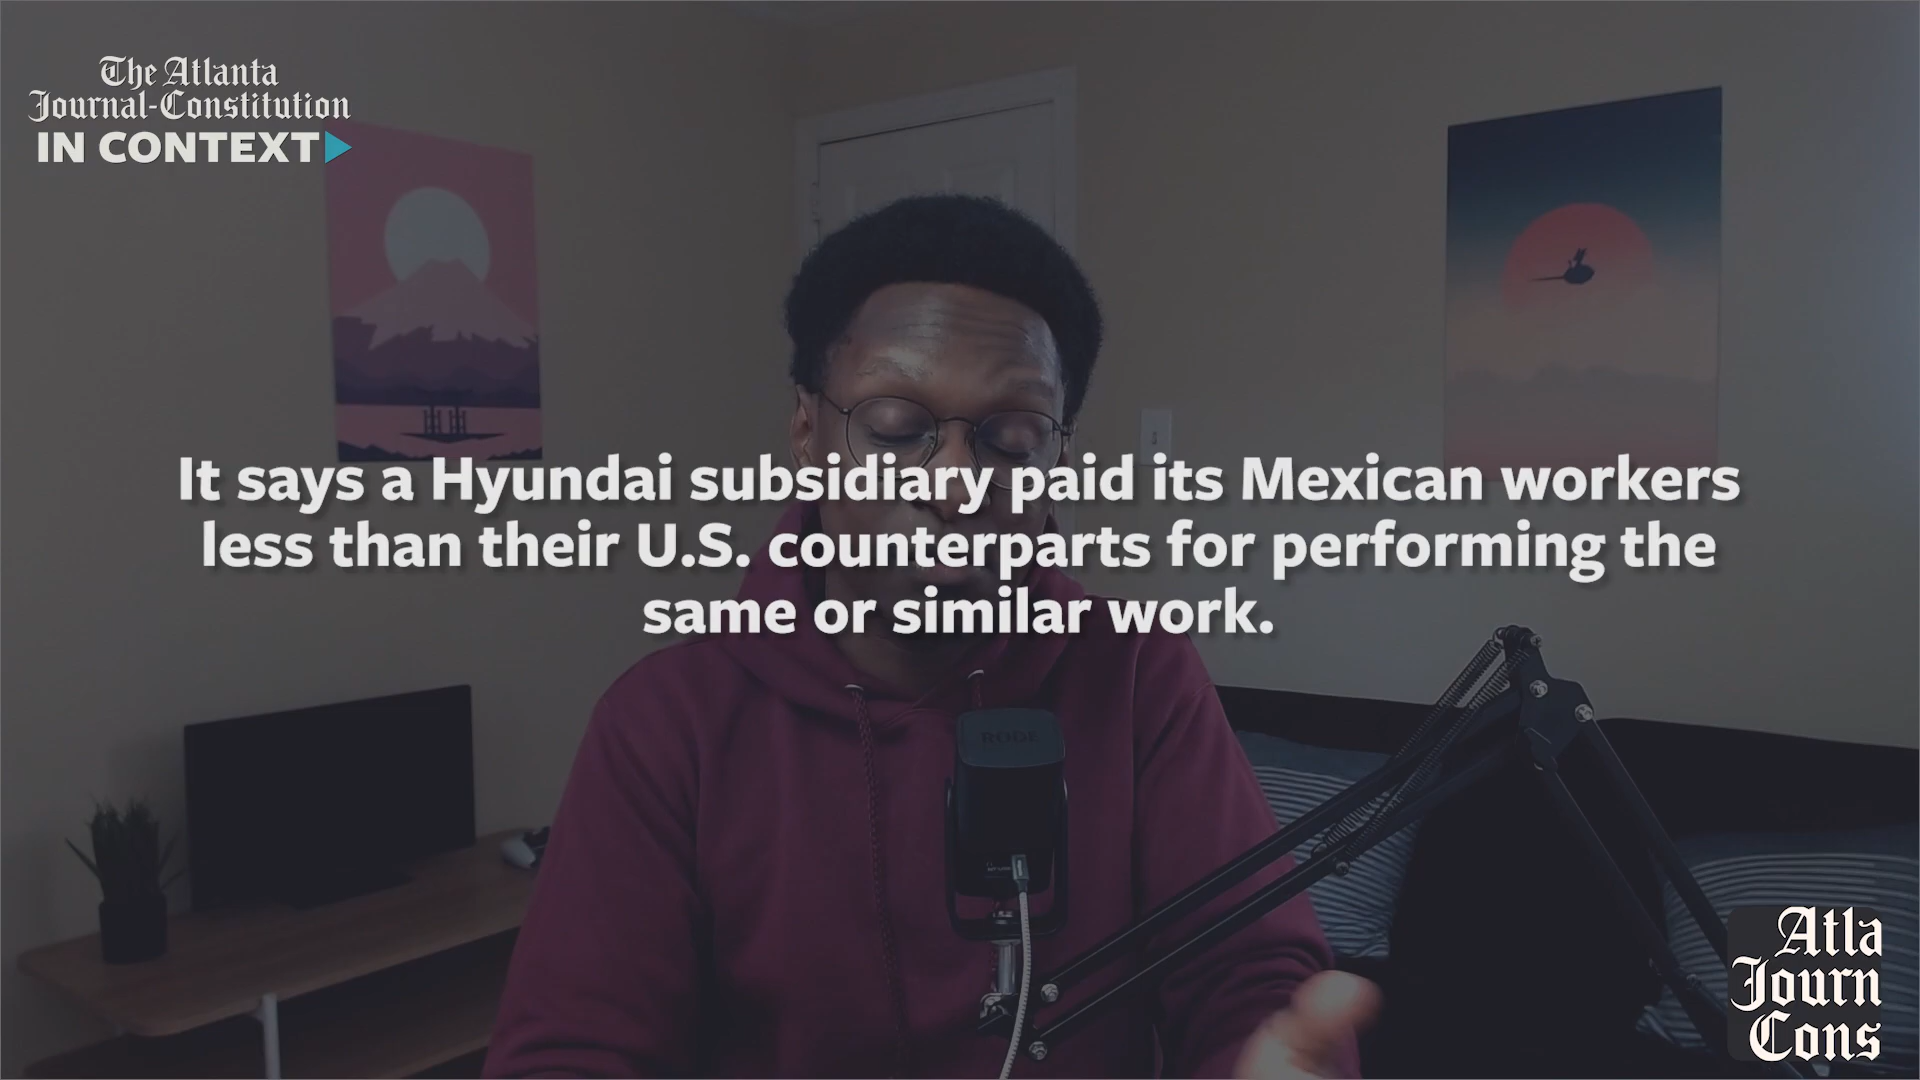 The Atlanta
Journal-Constitution
IN CONTEXT
It says a Hyundai subsidiary paid its Mexican workers
less than their U.S. counterparts for performing the
same or similar work.
RODE
Atla
Journ
Cons